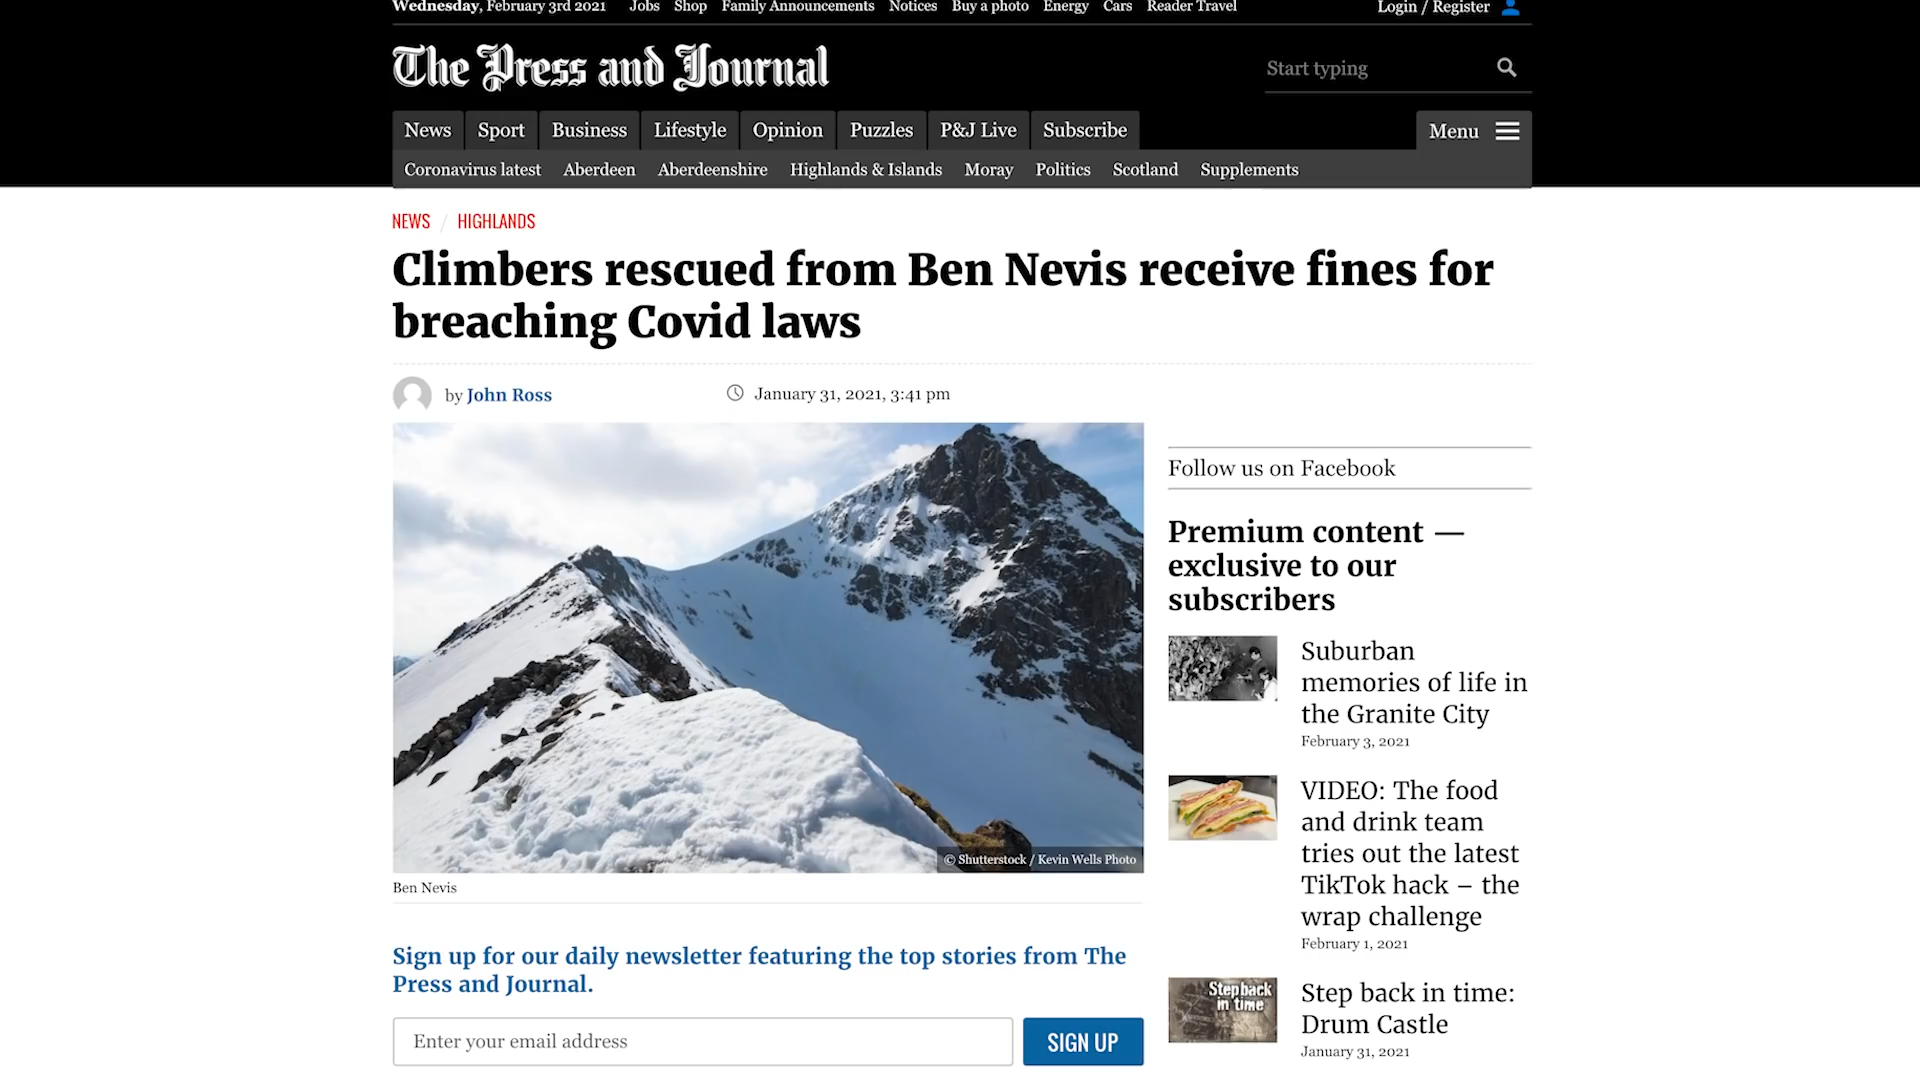 Wednesday, February 3rd 2021 Jobs Shop Family Announcements Notices Buy a photo Energy Cars Reader Travel Login / Register
The Press and Journal
Start typing
News Sport Business Lifestyle Opinion Puzzles P&J Live Subscribe Menu
Coronavirus latest Aberdeen Aberdeenshire Highlands & Islands Moray Politics Scotland Supplements
NEWS / HIGHLANDS
Climbers rescued from Ben Nevis receive fines for
breaching Covid laws
by John Ross January 31, 2021, 3:41 pm
© Shutterstock / Kevin Wells Photo
Ben Nevis
Sign up for our daily newsletter featuring the top stories from The
Press and Journal.
Enter your email address SIGN UP
Follow us on Facebook
Premium content —
exclusive to our
subscribers
Suburban
memories of life in
the Granite City
February 3, 2021
VIDEO: The food
and drink team
tries out the latest
TikTok hack – the
wrap challenge
February 1, 2021
Step back
in time
Step back in time:
Drum Castle
January 31, 2021